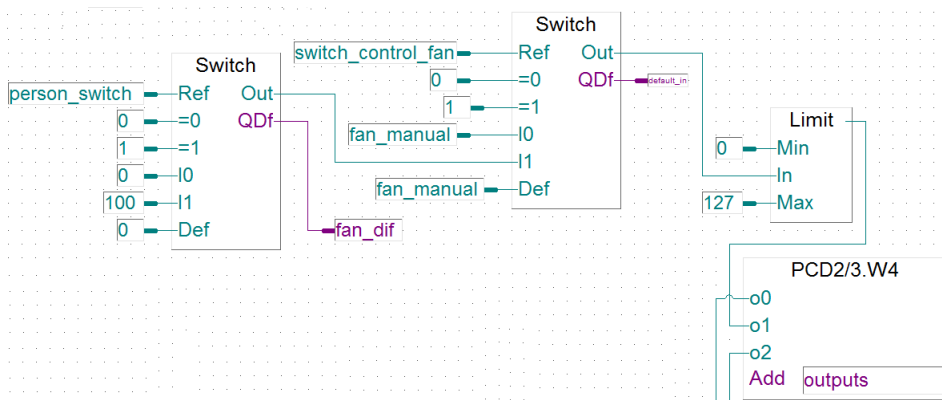 Switch
person_switch Ref Out
0 =0 QDf
1 =1
0 I0
100 I1
0 Def
fan_dif
Switch
switch_control_fan Ref Out
0 =0 QDf default_in
1 =1
fan_manual I0
I1
fan_manual Def
Limit
0 Min
In
127 Max
PCD2/3.W4
o0
o1
o2
Add outputs